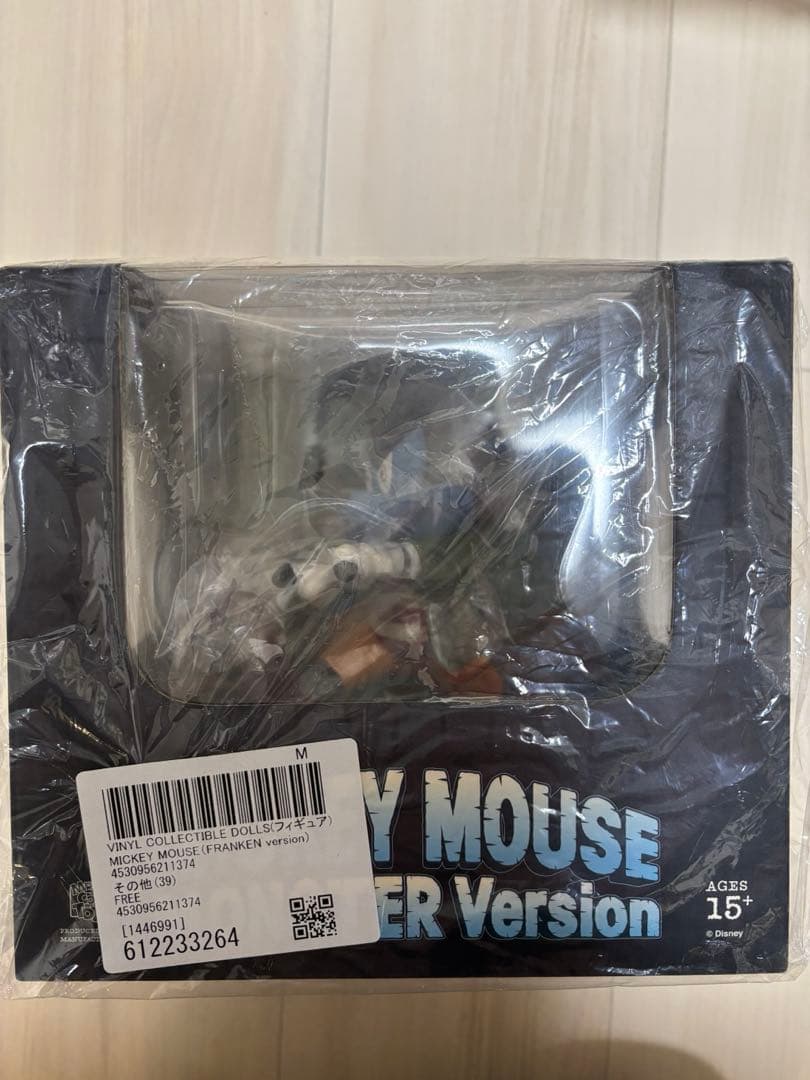 M
VINYL COLLECTIBLE DOLLS(フィギュア)
MICKEY MOUSE(FRANKEN version)
4530956211374
その他(39)
FREE
4530956211374
[1446991]
612233264
Y MOUSE
ER Version
AGES
15+
© Disney